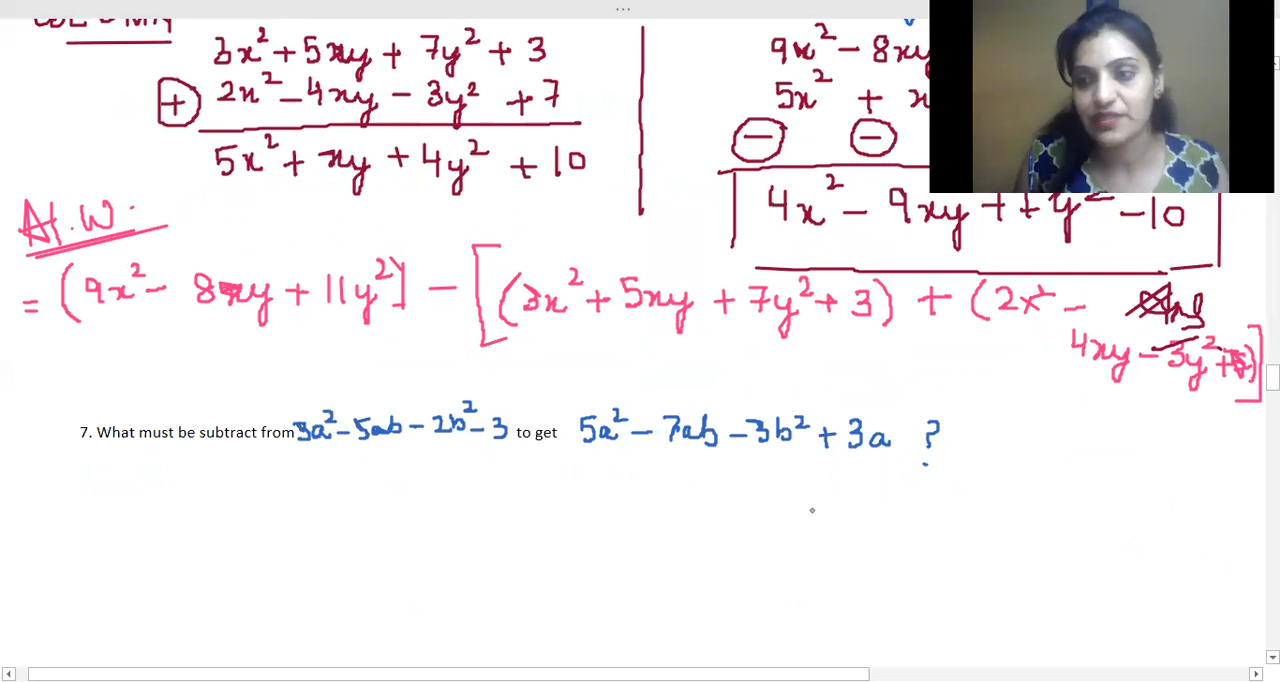 3x² + 5xy + 7y² + 3
+ 2x² - 4xy - 3y² + 7
5x² + xy + 4y² + 10
9x² - 8xy
5x² + x
- -
4x² - 9xy + 7y² - 10
At.W:
= (9x² - 8xy + 11y²] - [(3x² + 5xy + 7y² + 3) + (2x² -
4xy - 3y² + )]
7. What must be subtract from 3a² - 5ab - 2b² - 3 to get 5a² - 7ab - 3b² + 3a ?